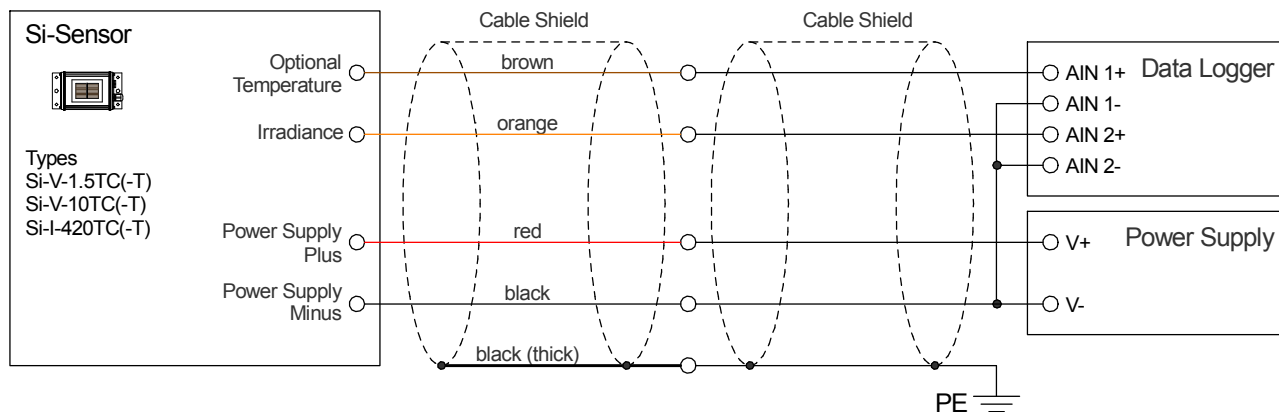 Cable Shield
Cable Shield
Si-Sensor
Optional
Temperature
brown
AIN 1+
Data Logger
AIN 1-
Irradiance
orange
AIN 2+
AIN 2-
Types
Si-V-1.5TC(-T)
Si-V-10TC(-T)
Si-I-420TC(-T)
Power Supply
Plus
red
V+
Power Supply
Power Supply
Minus
black
V-
black (thick)
PE